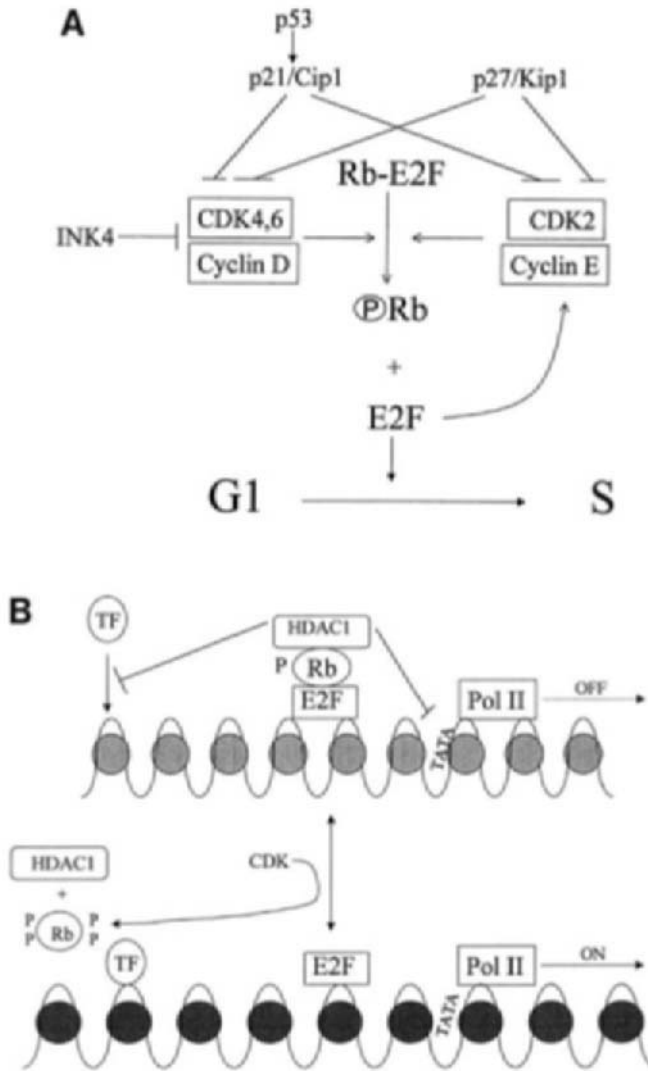 A
p53
p21/Cip1 p27/Kip1
Rb-E2F
CDK4,6 CDK2
INK4
Cyclin D Cyclin E
PRb
+
E2F
G1 S
B
TF
HDAC1
P Rb
E2F Pol II OFF
TATA
HDAC1 CDK
+
P P
P Rb P
TF E2F Pol II ON
TATA